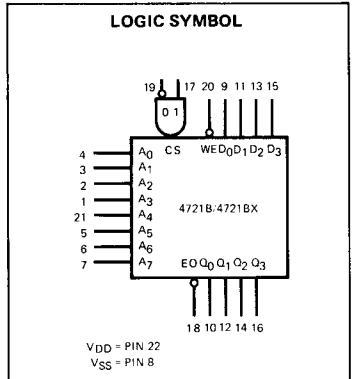 LOGIC SYMBOL
19 17 20 9 11 13 15
0 1
4 A0 CS WE D0 D1 D2 D3
3 A1
2 A2
1 A3
21 A4 4721B/4721BX
5 A5
6 A6
7 A7 EO Q0 Q1 Q2 Q3
18 10 12 14 16
VDD = PIN 22
VSS = PIN 8